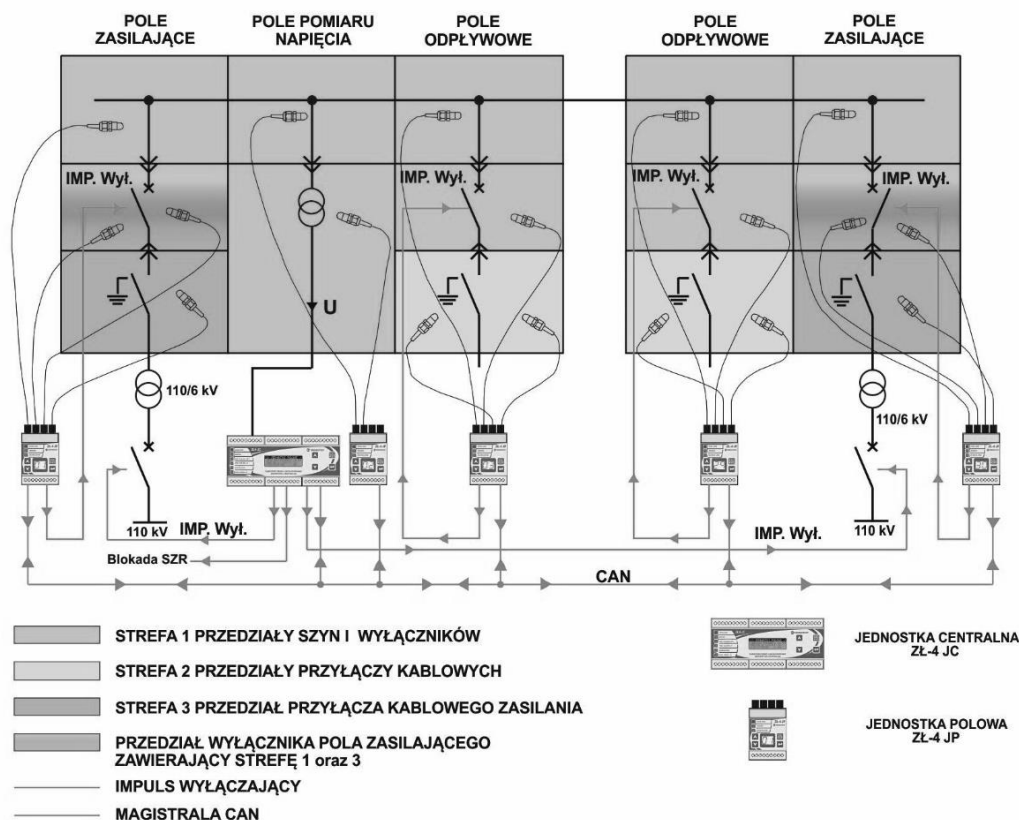 POLE
ZASILAJĄCE
POLE POMIARU
NAPIĘCIA
POLE
ODPŁYWOWE
POLE
ODPŁYWOWE
POLE
ZASILAJĄCE
IMP. Wył.
IMP. Wył.
IMP. Wył.
IMP. Wył.
U
110/6 kV
110/6 kV
110 kV
IMP. Wył.
IMP. Wył.
110 kV
Blokada SZR
CAN
STREFA 1 PRZEDZIAŁY SZYN I WYŁĄCZNIKÓW
STREFA 2 PRZEDZIAŁY PRZYŁĄCZY KABLOWYCH
STREFA 3 PRZEDZIAŁ PRZYŁĄCZA KABLOWEGO ZASILANIA
PRZEDZIAŁ WYŁĄCZNIKA POLA ZASILAJĄCEGO
ZAWIERAJĄCY STREFĘ 1 oraz 3
IMPULS WYŁĄCZAJĄCY
MAGISTRALA CAN
JEDNOSTKA CENTRALNA
ZŁ-4 JC
JEDNOSTKA POLOWA
ZŁ-4 JP